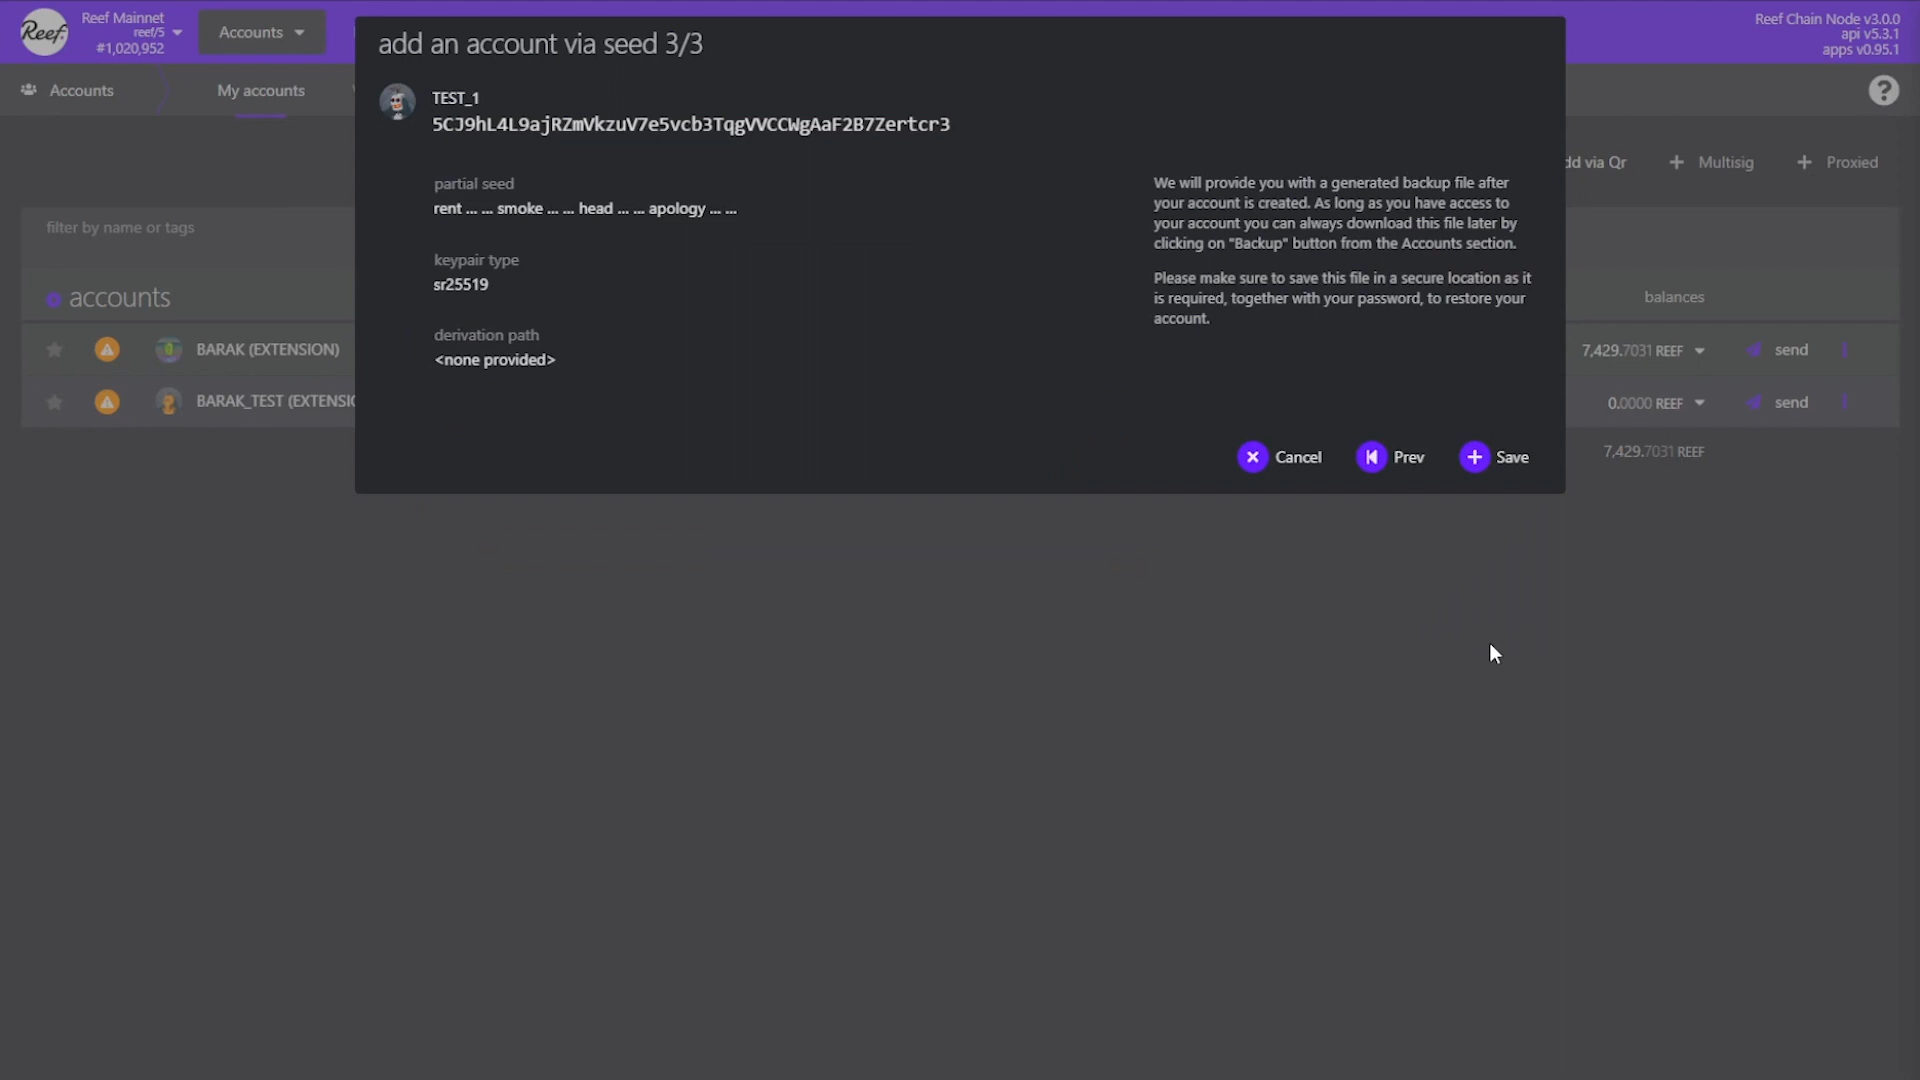 Reef.
Reef Mainnet
reef/5
#1,020,952
Accounts
Reef Chain Node v3.0.0
api v5.3.1
apps v0.95.1
Accounts
My accounts
?
add an account via seed 3/3
TEST_1
5CJ9hL4L9ajRZmVkzuV7e5vcb3TqgVVCCWgAaF2B7Zertcr3
partial seed
rent ... ... smoke ... ... head ... ... apology ... ...
keypair type
sr25519
derivation path
<none provided>
We will provide you with a generated backup file after
your account is created. As long as you have access to
your account you can always download this file later by
clicking on "Backup" button from the Accounts section.
Please make sure to save this file in a secure location as it
is required, together with your password, to restore your
account.
Cancel
Prev
Save
dd via Qr
Multisig
Proxied
filter by name or tags
accounts
balances
BARAK (EXTENSION)
7,429.7031 REEF
send
BARAK_TEST (EXTENSIO
0.0000 REEF
send
7,429.7031 REEF